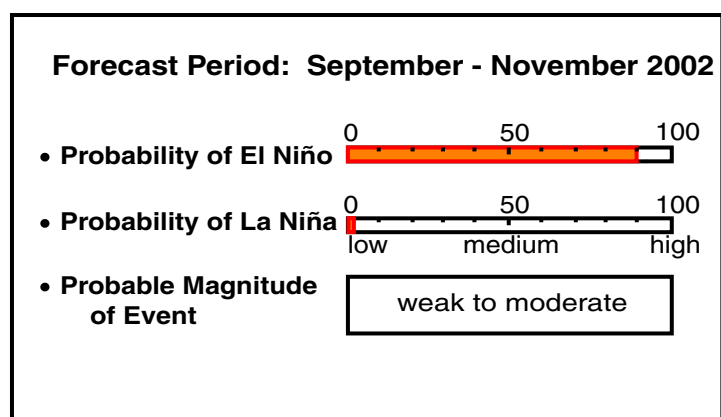 Forecast Period: September - November 2002
0 50 100
• Probability of El Niño
0 50 100
• Probability of La Niña
low medium high
• Probable Magnitude
of Event
weak to moderate